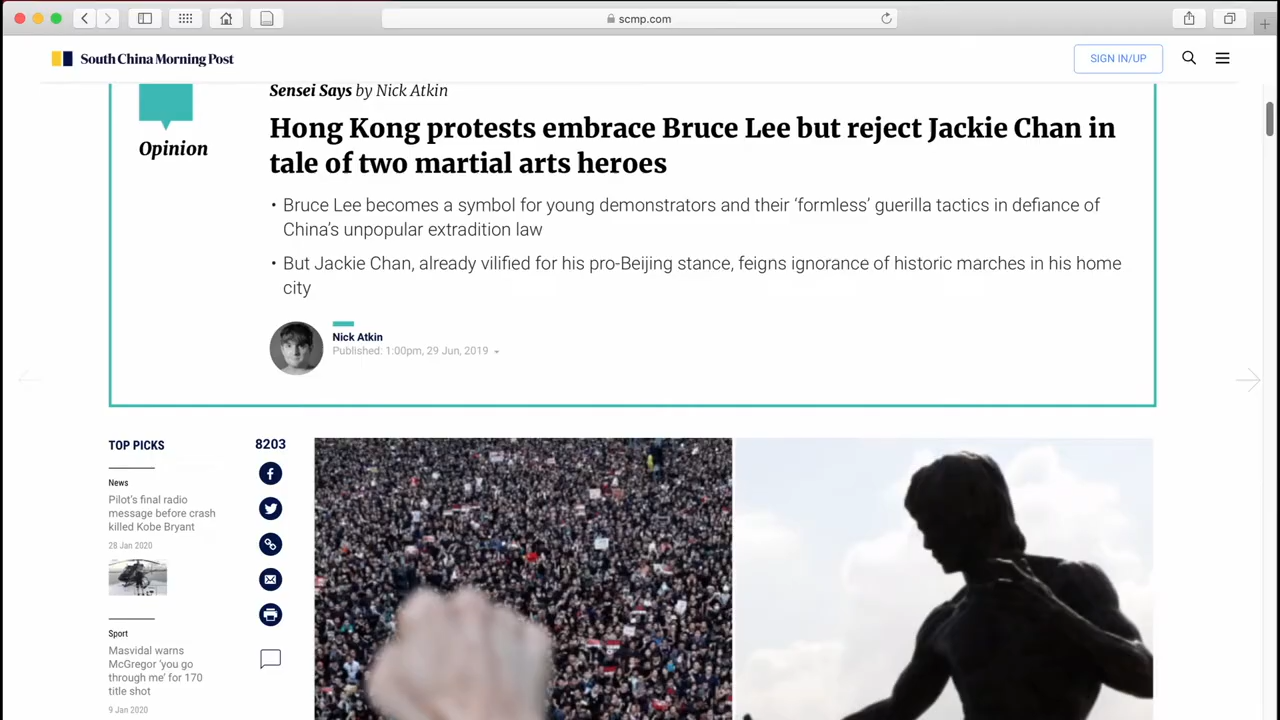 scmp.com
South China Morning Post
SIGN IN/UP
Sensei Says by Nick Atkin
Hong Kong protests embrace Bruce Lee but reject Jackie Chan in
tale of two martial arts heroes
Opinion
• Bruce Lee becomes a symbol for young demonstrators and their ‘formless’ guerilla tactics in defiance of
China’s unpopular extradition law
• But Jackie Chan, already vilified for his pro-Beijing stance, feigns ignorance of historic marches in his home
city
Nick Atkin
Published: 1:00pm, 29 Jun, 2019
TOP PICKS
8203
News
Pilot’s final radio
message before crash
killed Kobe Bryant
28 Jan 2020
Sport
Masvidal warns
McGregor ‘you go
through me’ for 170
title shot
9 Jan 2020